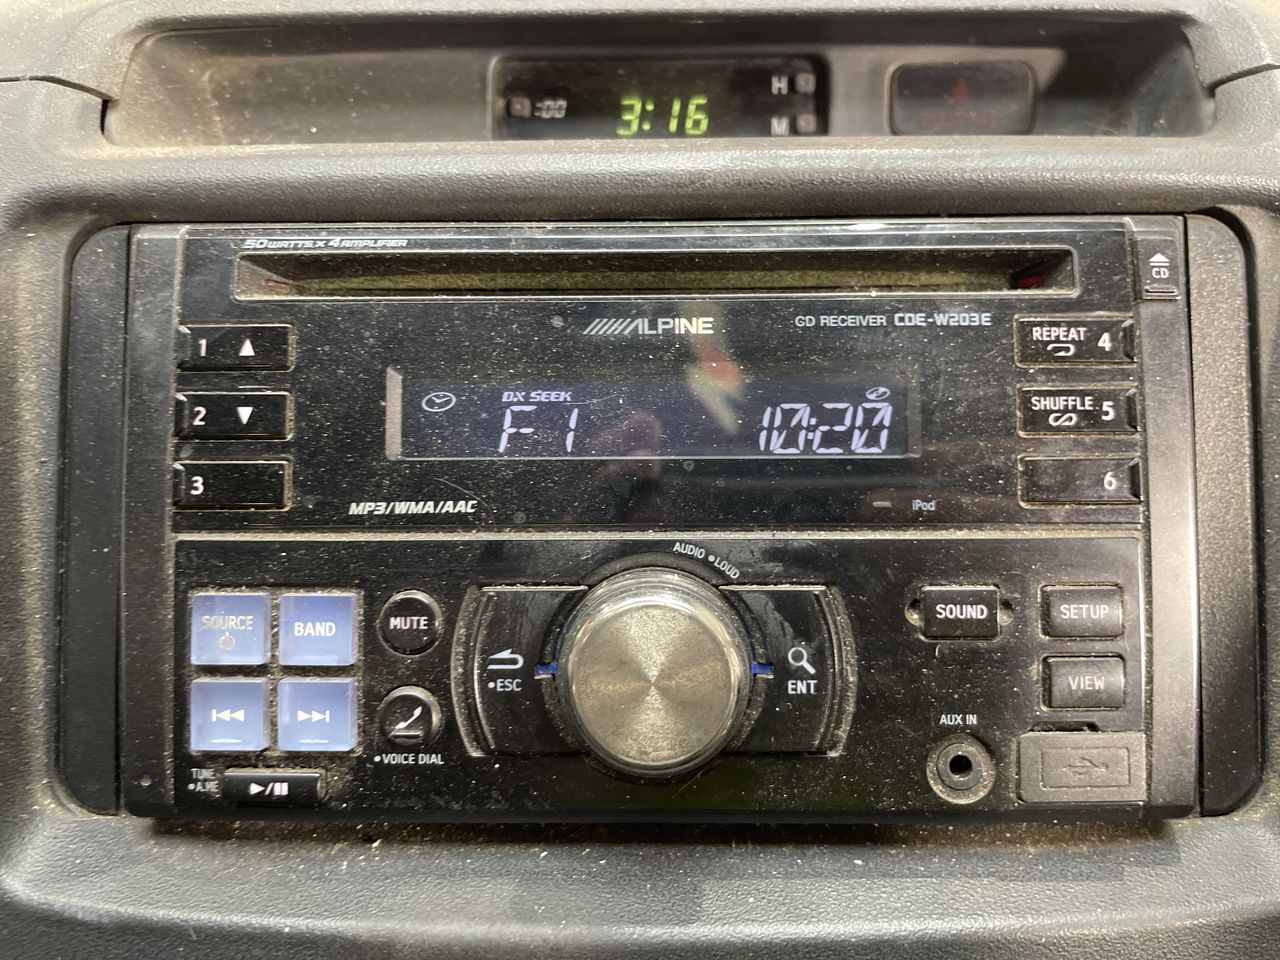 :00
3:16
H
M
50WATTS x 4 AMPLIFIER
CD
ALPINE
CD RECEIVER CDE-W203E
1
2
3
REPEAT 4
SHUFFLE 5
6
DX SEEK
F 1 10:20
MP3/WMA/AAC
iPod
AUDIO •LOUD
SOURCE
BAND
MUTE
•ESC
ENT
SOUND
SETUP
VIEW
AUX IN
•VOICE DIAL
TUNE
•A.ME